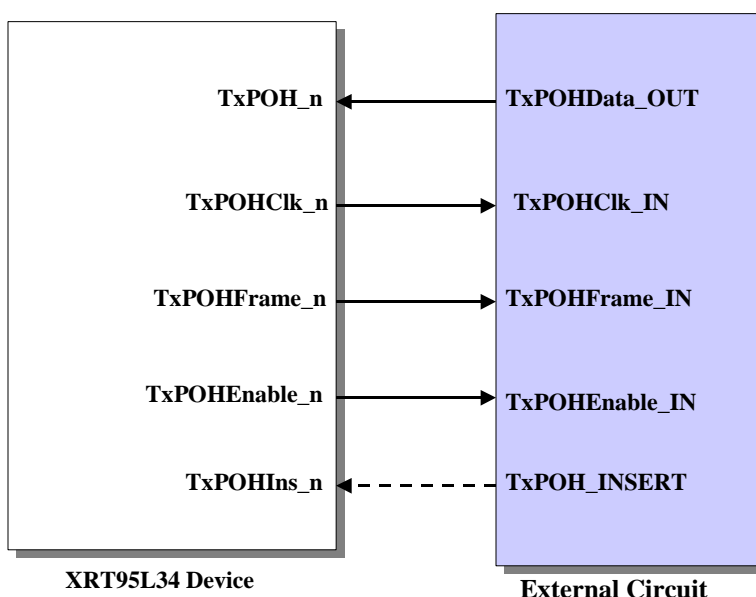 TxPOH_n TxPOHData_OUT
TxPOHClk_n TxPOHClk_IN
TxPOHFrame_n TxPOHFrame_IN
TxPOHEnable_n TxPOHEnable_IN
TxPOHIns_n TxPOH_INSERT
XRT95L34 Device External Circuit